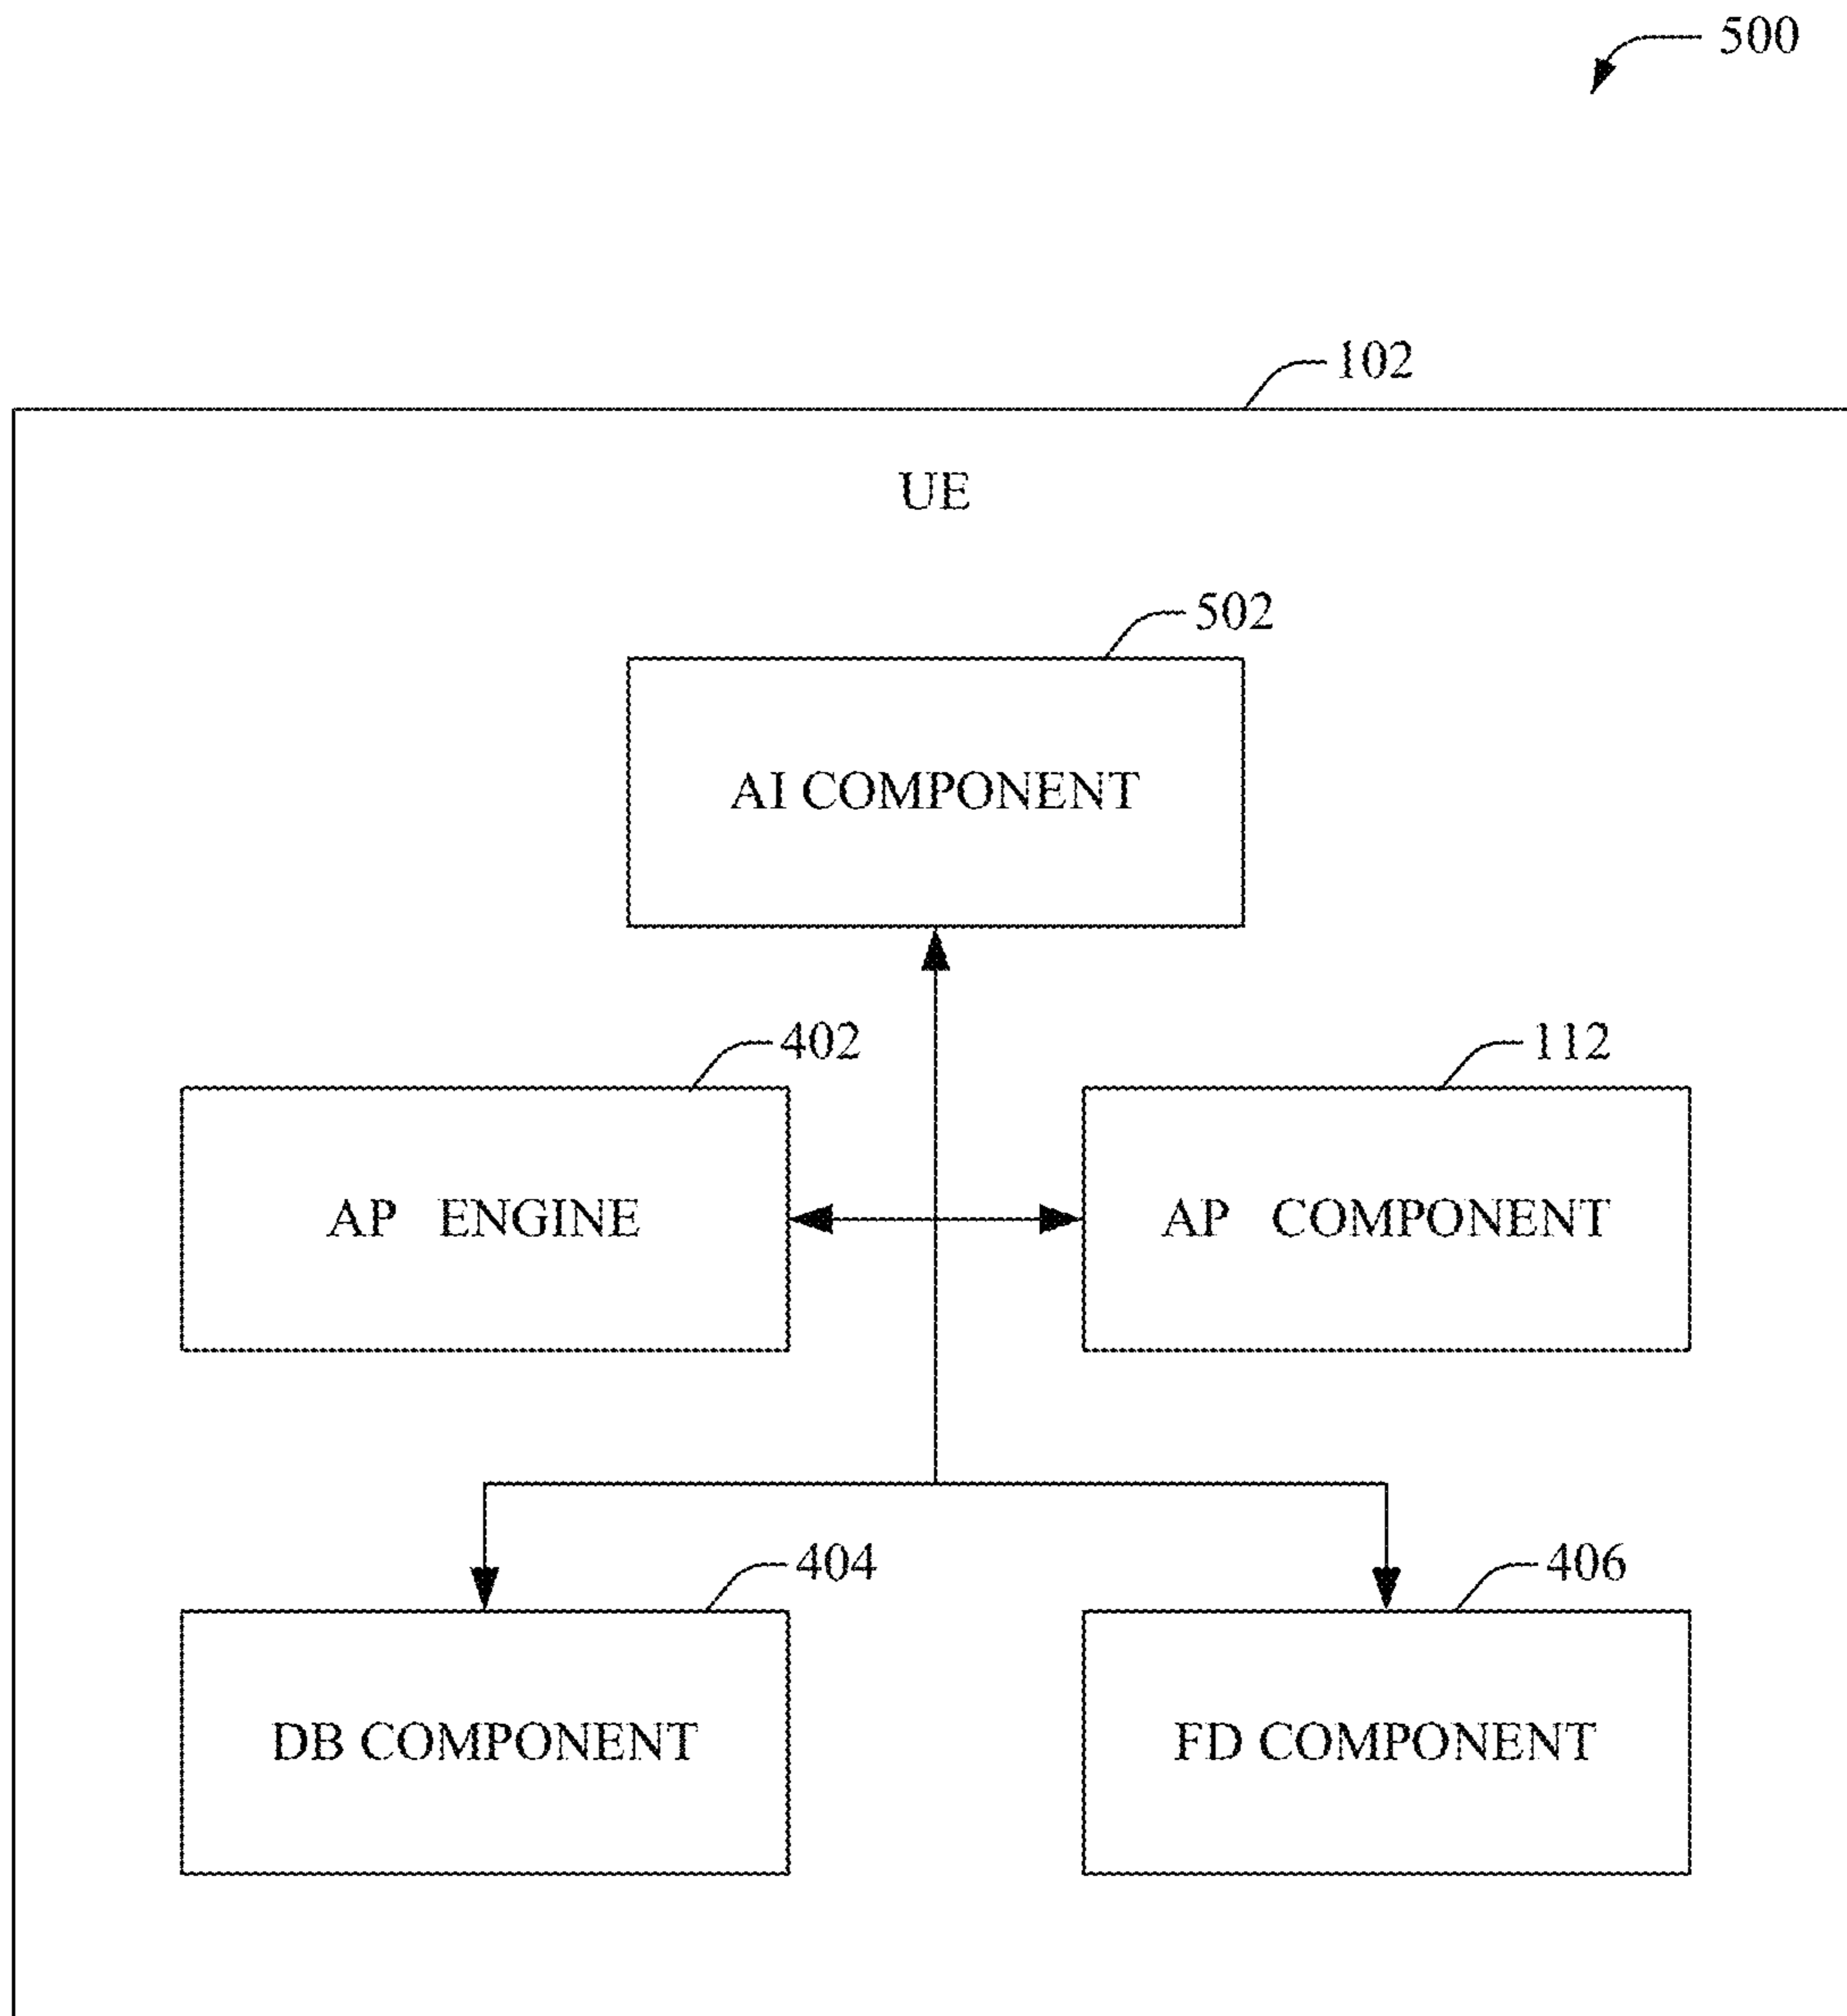 500
102
UE
502
AI COMPONENT
402
112
AP ENGINE
AP COMPONENT
404
406
DB COMPONENT
FD COMPONENT